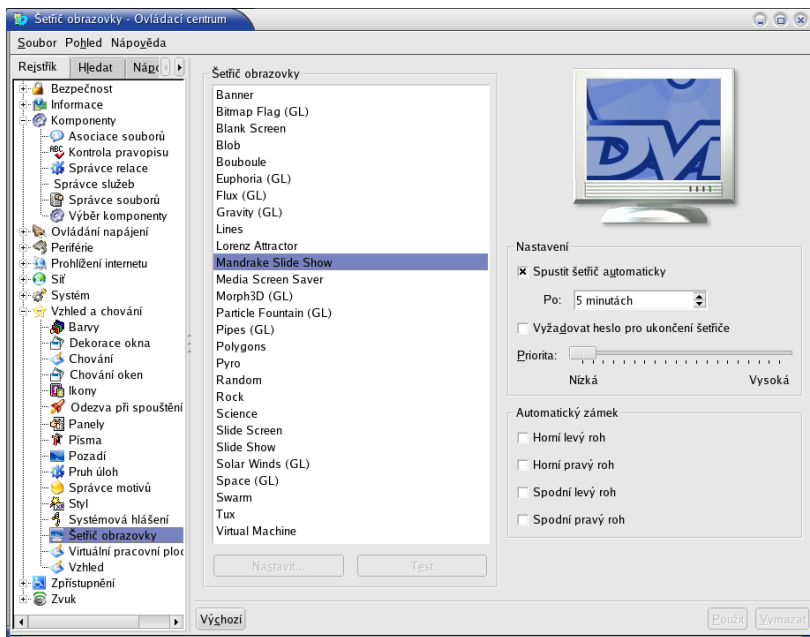 Šetřič obrazovky - Ovládací centrum
Soubor Pohled Nápověda
Rejstřík Hledat
Bezpečnost
Informace
Komponenty
Asociace souborů
ABC Kontrola pravopisu
Správce relace
Správce služeb
Správce souborů
Výběr komponenty
Ovládání napájení
Periférie
Prohlížení internetu
Síť
Systém
Vzhled a chování
Barvy
Dekorace okna
Chování
Chování oken
Ikony
Odezva při spouštění
Panely
Písma
Pozadí
Pruh úloh
Správce motivů
Styl
Systémová hlášení
Šetřič obrazovky
Virtuální pracovní ploc
Vzhled
Zpřístupnění
Zvuk
Šetřič obrazovky
Banner
Bitmap Flag (GL)
Blank Screen
Blob
Bouboule
Euphoria (GL)
Flux (GL)
Gravity (GL)
Lines
Lorenz Attractor
Mandrake Slide Show
Media Screen Saver
Morph3D (GL)
Particle Fountain (GL)
Pipes (GL)
Polygons
Pyro
Random
Rock
Science
Slide Screen
Slide Show
Solar Winds (GL)
Space (GL)
Swarm
Tux
Virtual Machine
Nastavit...
Test
DVD
Nastavení
Spustit šetřič automaticky
Po: 5 minutách
Vyžadovat heslo pro ukončení šetřiče
Priorita:
Nízká Vysoká
Automatický zámek
Horní levý roh
Horní pravý roh
Spodní levý roh
Spodní pravý roh
Výchozí
Použít
Vymazat